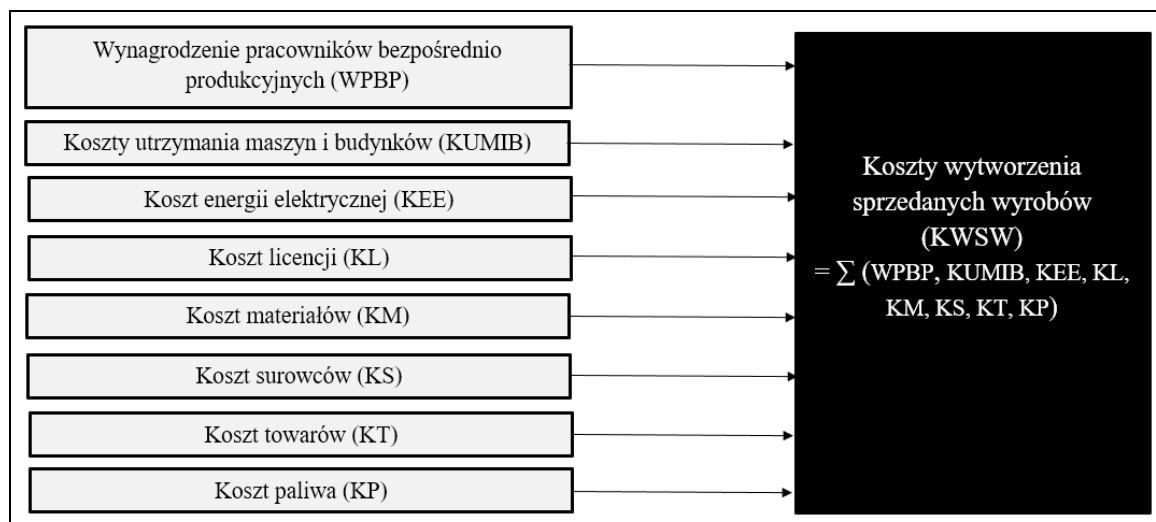 Wynagrodzenie pracowników bezpośrednio
produkcyjnych (WPBP)
Koszty utrzymania maszyn i budynków (KUMIB)
Koszt energii elektrycznej (KEE)
Koszt licencji (KL)
Koszt materiałów (KM)
Koszt surowców (KS)
Koszt towarów (KT)
Koszt paliwa (KP)
Koszty wytworzenia
sprzedanych wyrobów
(KWSW)
= ∑ (WPBP, KUMIB, KEE, KL,
KM, KS, KT, KP)